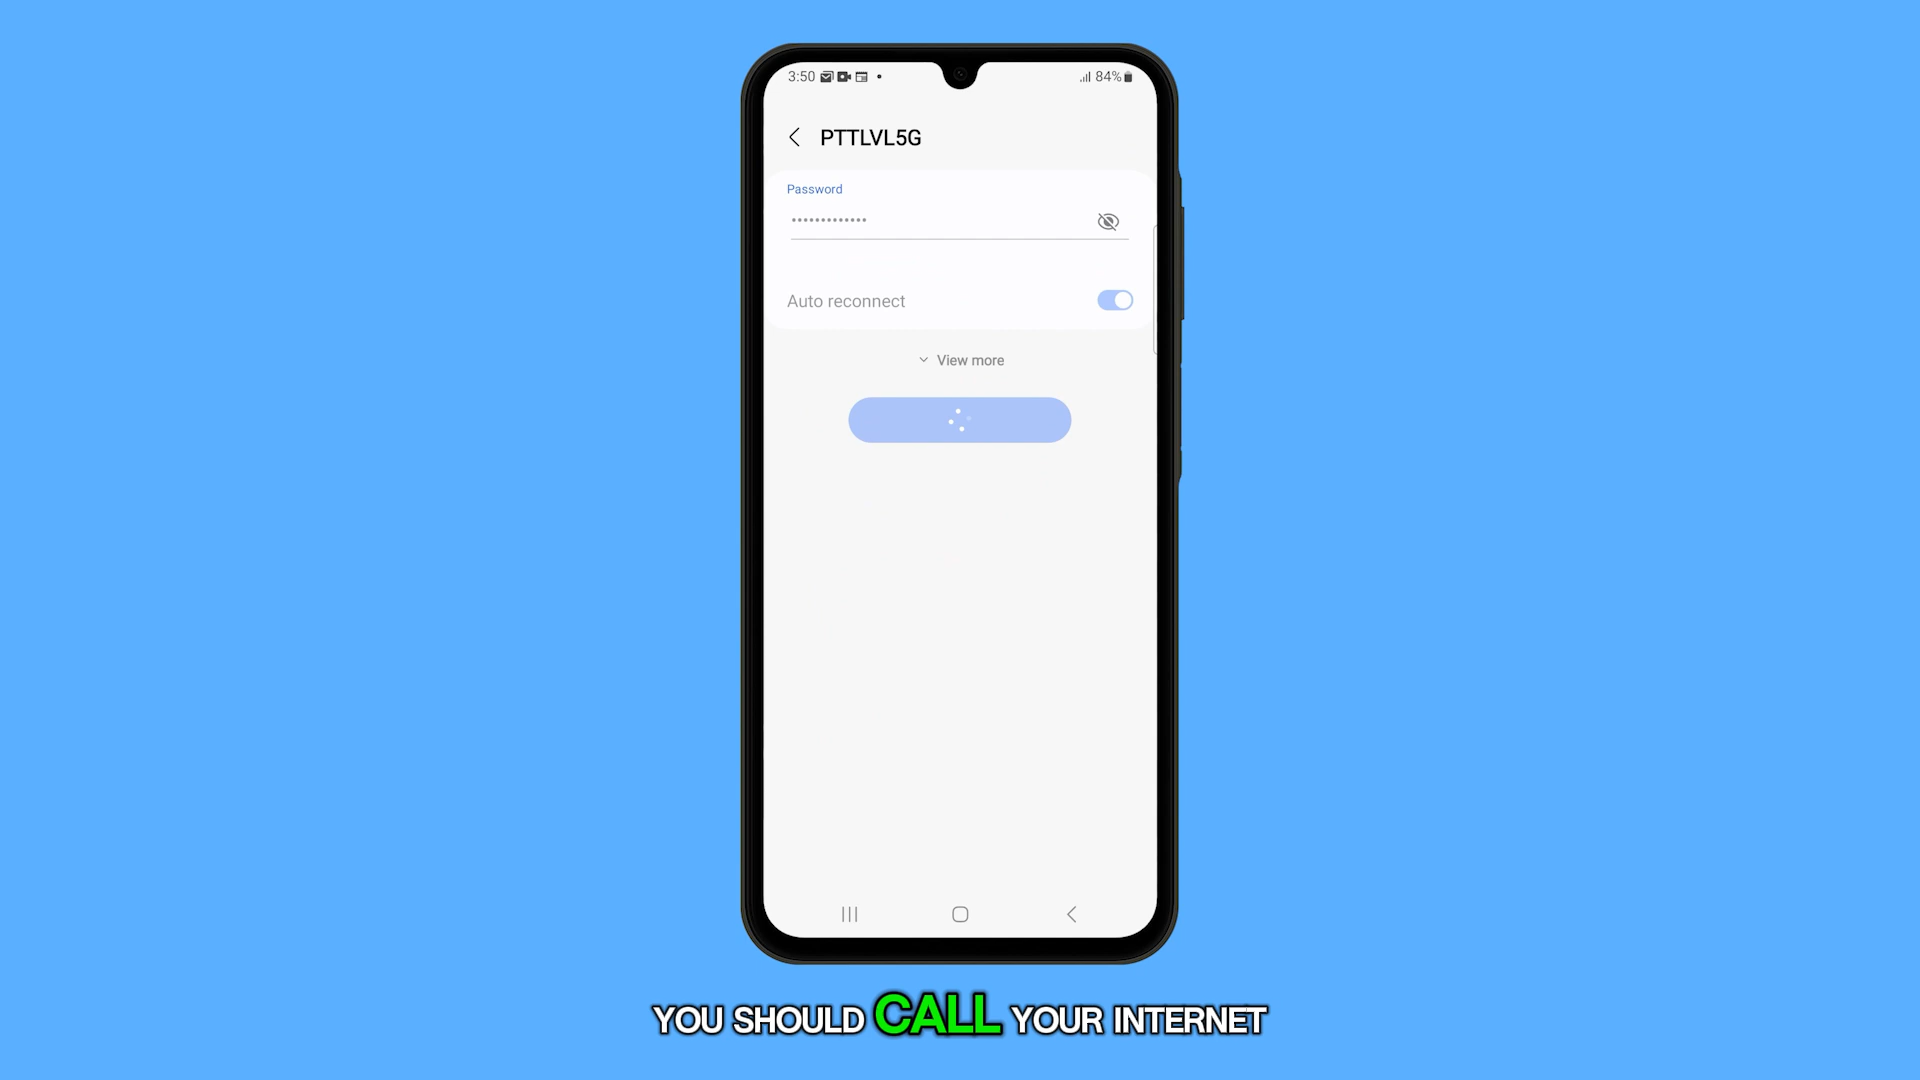 3:50 84%
PTTLVL5G
Password
•••••••••••••
Auto reconnect
View more
YOU SHOULD CALL YOUR INTERNET